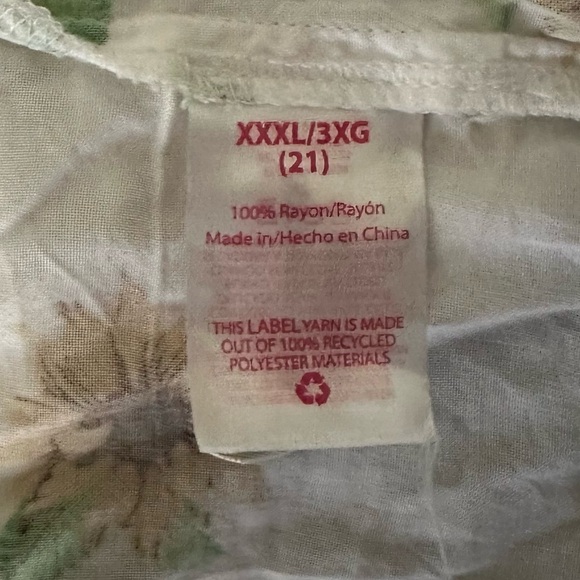 XXXL/3XG
(21)
100% Rayon/Rayón
Made in/Hecho en China
THIS LABEL YARN IS MADE
OUT OF 100% RECYCLED
POLYESTER MATERIALS